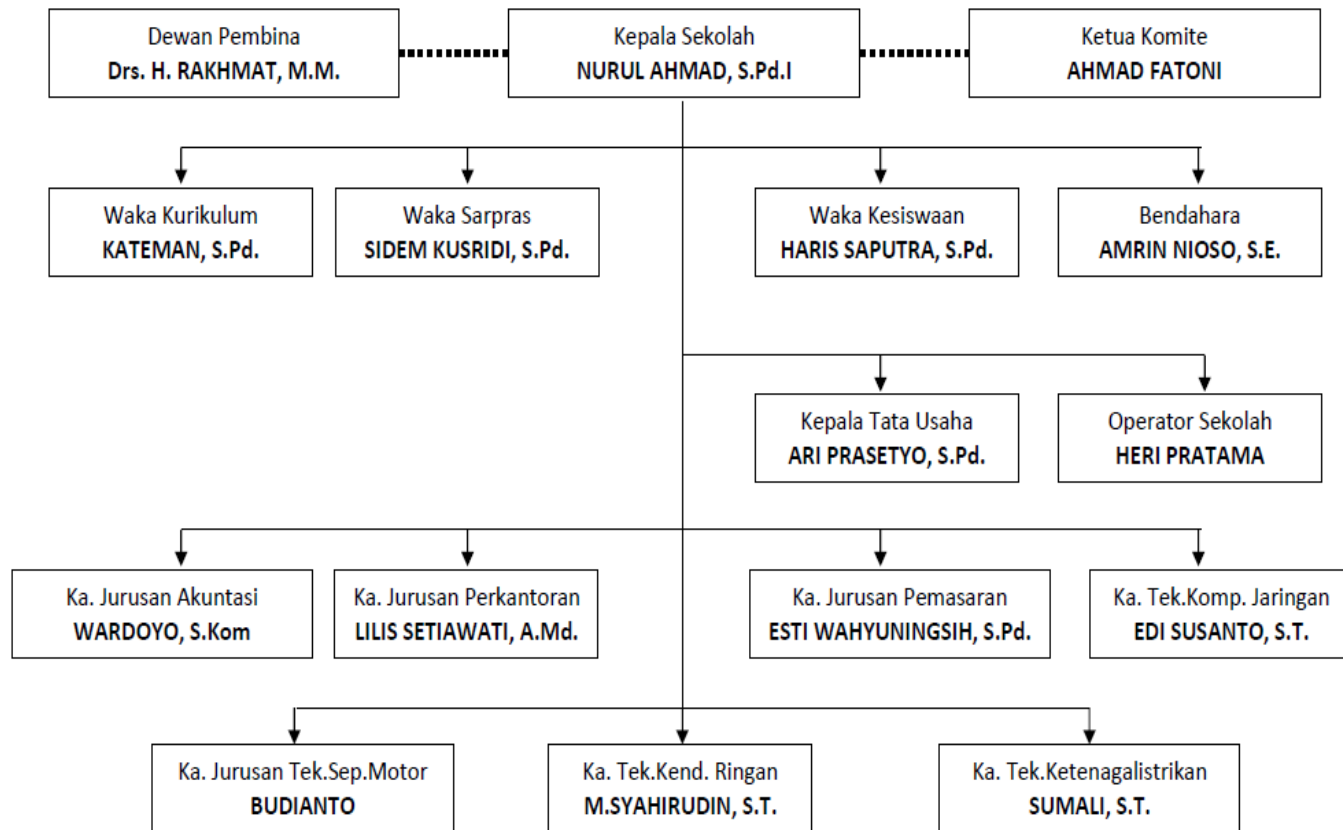 Dewan Pembina
Drs. H. RAKHMAT, M.M.
Kepala Sekolah
NURUL AHMAD, S.Pd.I
Ketua Komite
AHMAD FATONI
Waka Kurikulum
KATEMAN, S.Pd.
Waka Sarpras
SIDEM KUSRIDI, S.Pd.
Waka Kesiswaan
HARIS SAPUTRA, S.Pd.
Bendahara
AMRIN NIOSO, S.E.
Kepala Tata Usaha
ARI PRASETYO, S.Pd.
Operator Sekolah
HERI PRATAMA
Ka. Jurusan Akuntasi
WARDOYO, S.Kom
Ka. Jurusan Perkantoran
LILIS SETIAWATI, A.Md.
Ka. Jurusan Pemasaran
ESTI WAHYUNINGSIH, S.Pd.
Ka. Tek.Komp. Jaringan
EDI SUSANTO, S.T.
Ka. Jurusan Tek.Sep.Motor
BUDIANTO
Ka. Tek.Kend. Ringan
M.SYAHIRUDIN, S.T.
Ka. Tek.Ketenagalistrikan
SUMALI, S.T.